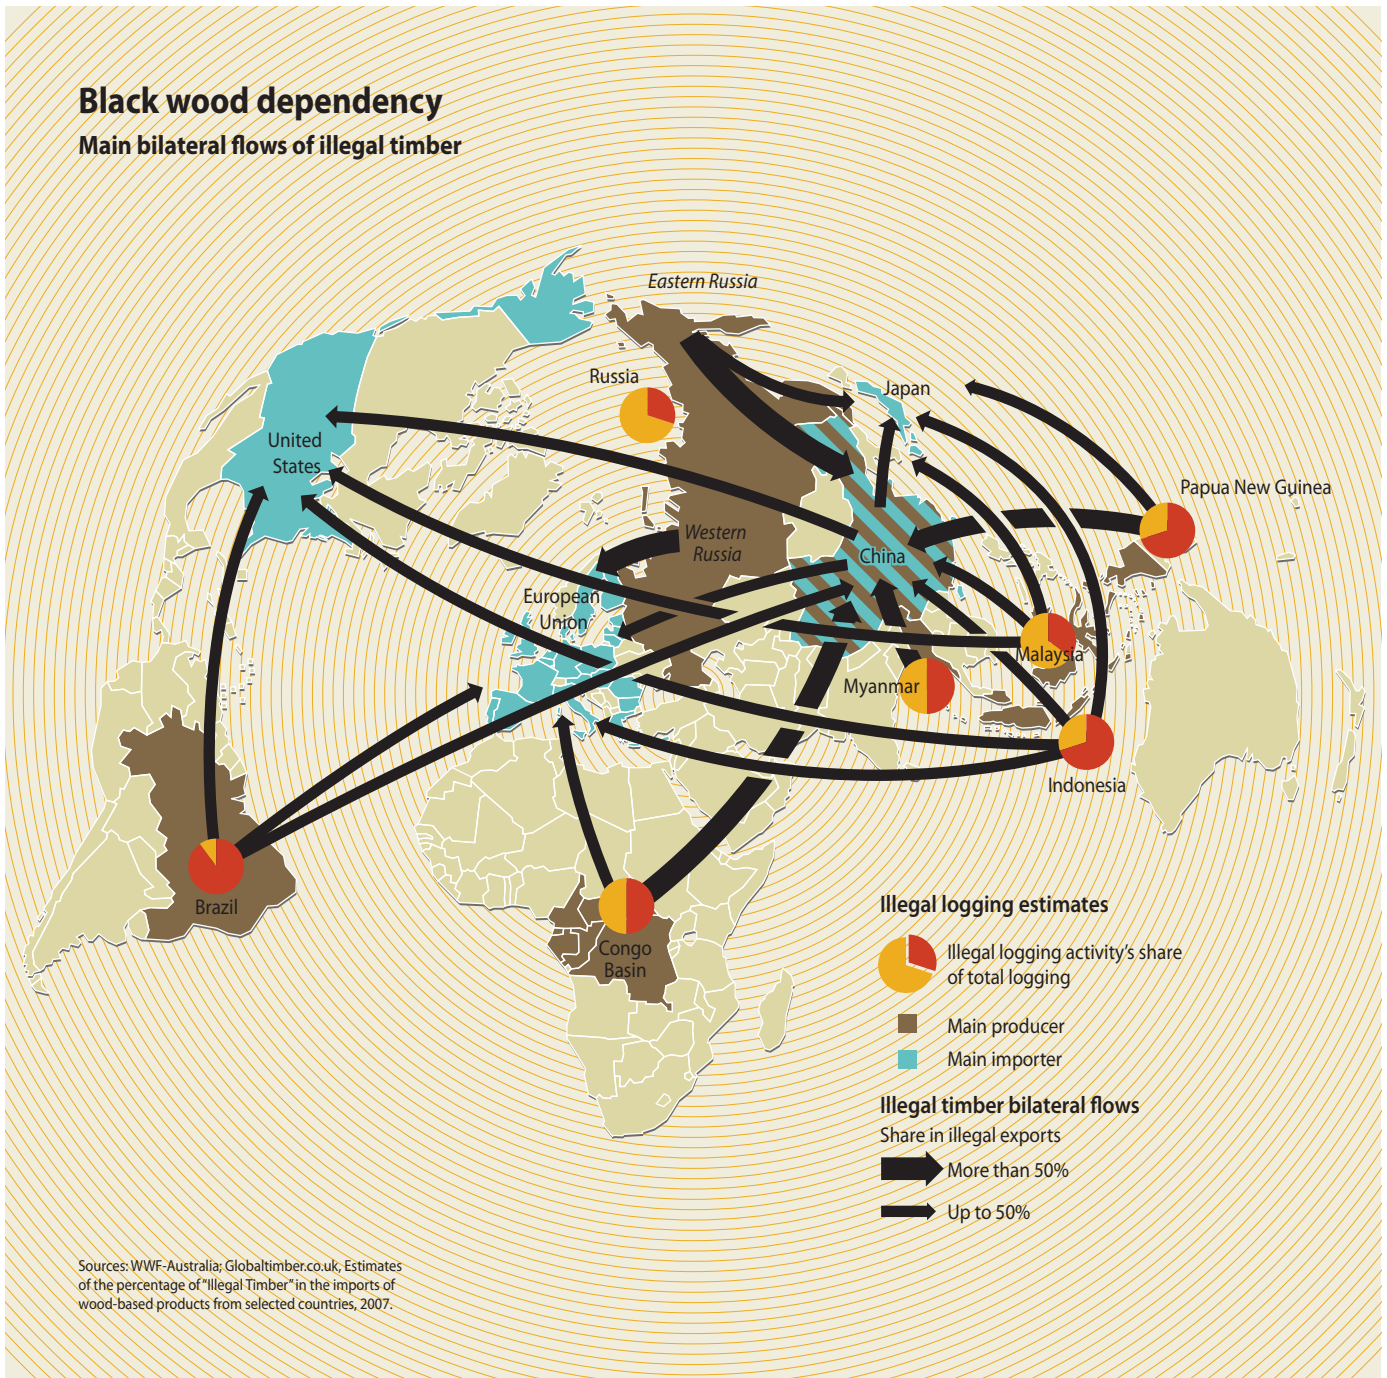 Black wood dependency
Main bilateral flows of illegal timber
Eastern Russia
Russia
Japan
United
States
Papua New Guinea
Western
Russia
China
European
Union
Malaysia
Myanmar
Indonesia
Brazil
Congo
Basin
Illegal logging estimates
Illegal logging activity's share
of total logging
Main producer
Main importer
Illegal timber bilateral flows
Share in illegal exports
More than 50%
Up to 50%
Sources: WWF-Australia; Globaltimber.co.uk, Estimates
of the percentage of "Illegal Timber" in the imports of
wood-based products from selected countries, 2007.